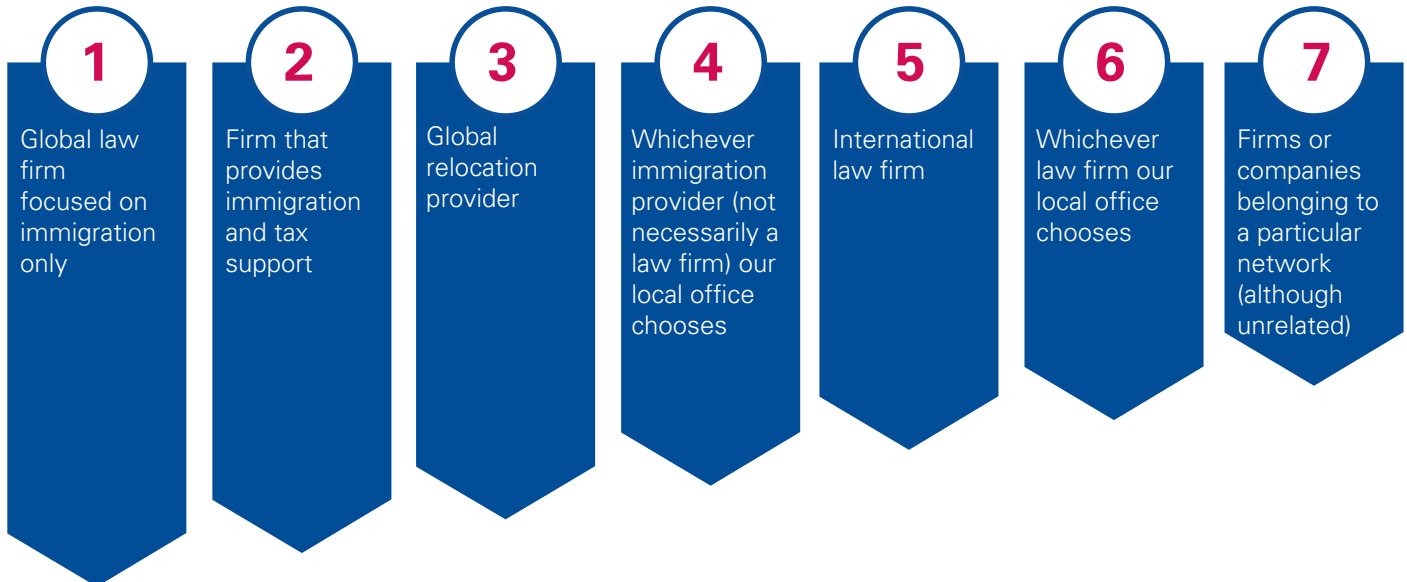 1
Global law
firm
focused on
immigration
only
2
Firm that
provides
immigration
and tax
support
3
Global
relocation
provider
4
Whichever
immigration
provider (not
necessarily a
law firm) our
local office
chooses
5
International
law firm
6
Whichever
law firm our
local office
chooses
7
Firms or
companies
belonging to
a particular
network
(although
unrelated)